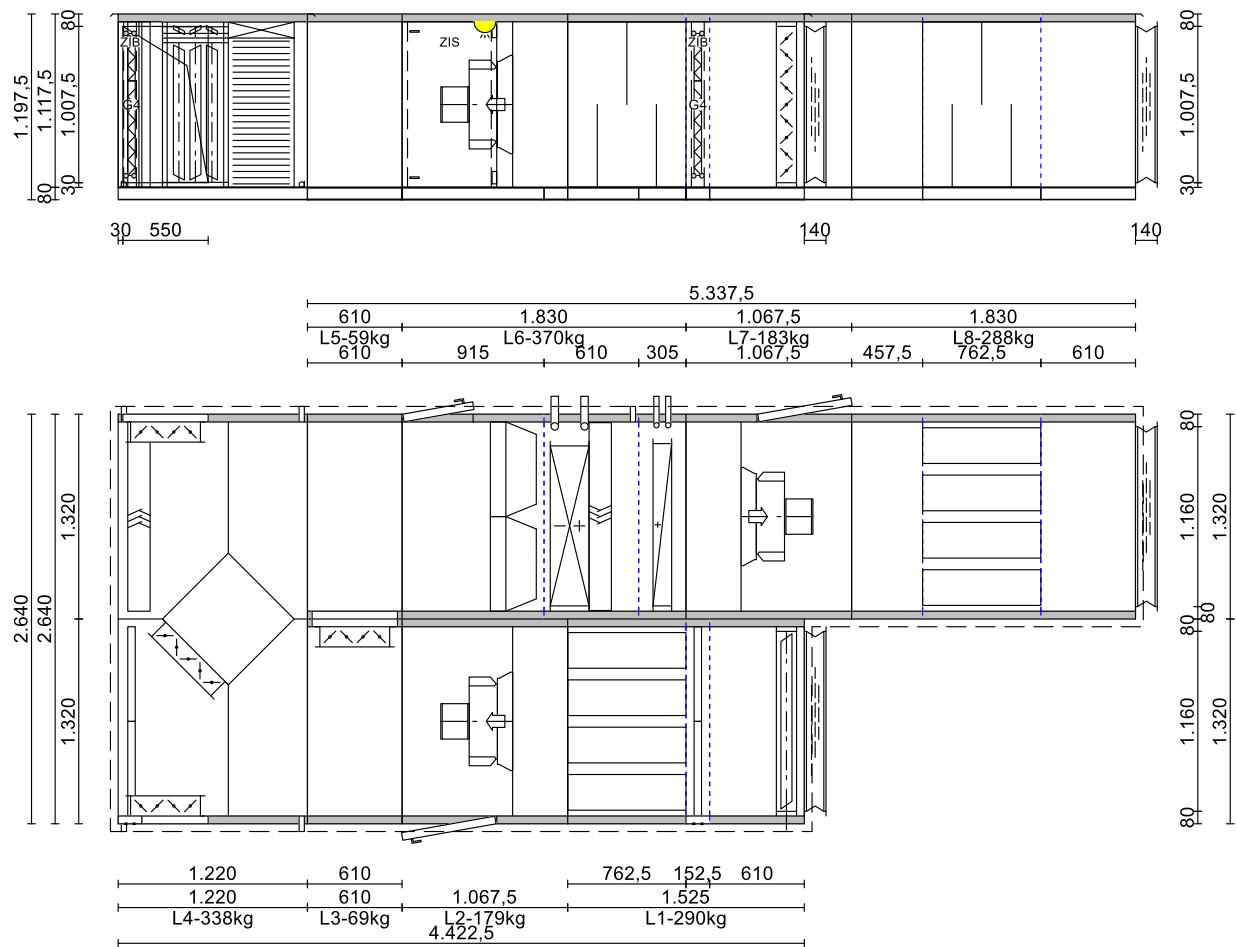 80
1.007,5
30
1.117,5
80
1.197,5
ZIB
G4
ZIS
ZIB
G4
80
1.007,5
30
30 550
140
140
5.337,5
610 1.830 1.067,5 1.830
L5-59kg L6-370kg L7-183kg L8-288kg
610 915 610 305 1.067,5 457,5 762,5 610
2.640
2.640
1.320
1.320
80
1.160
80
80
1.160
80
1.320
1.320
762,5 152,5 610
1.220 610
1.220 610 1.067,5 1.525
L4-338kg L3-69kg L2-179kg L1-290kg
4.422,5